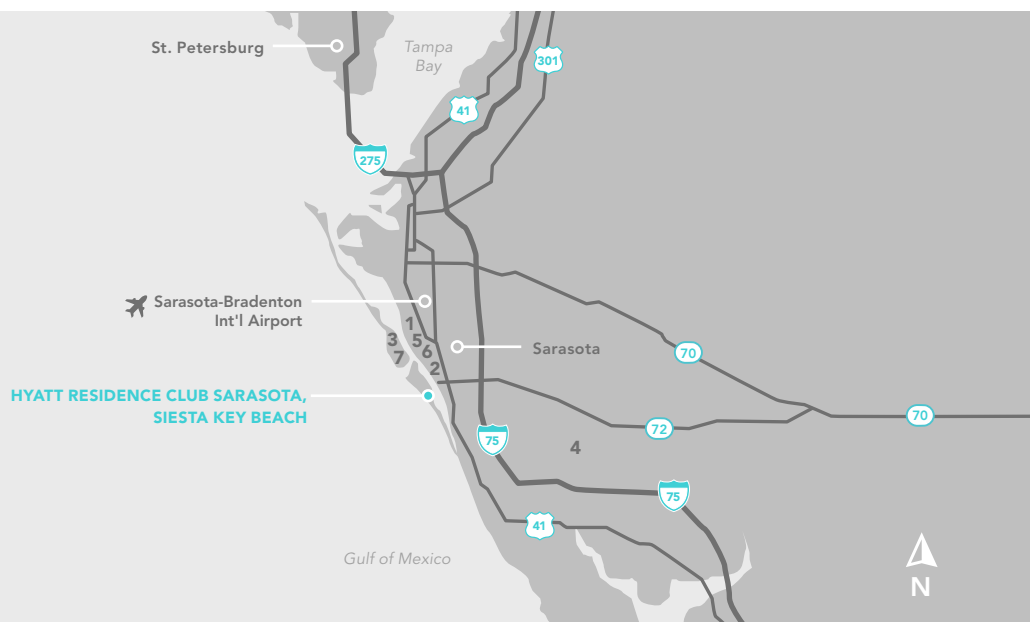 St. Petersburg
Tampa
Bay
301
41
275
Sarasota-Bradenton
Int'l Airport
1
3
5
6
7
2
Sarasota
70
HYATT RESIDENCE CLUB SARASOTA,
SIESTA KEY BEACH
70
72
75
4
75
41
Gulf of Mexico
N